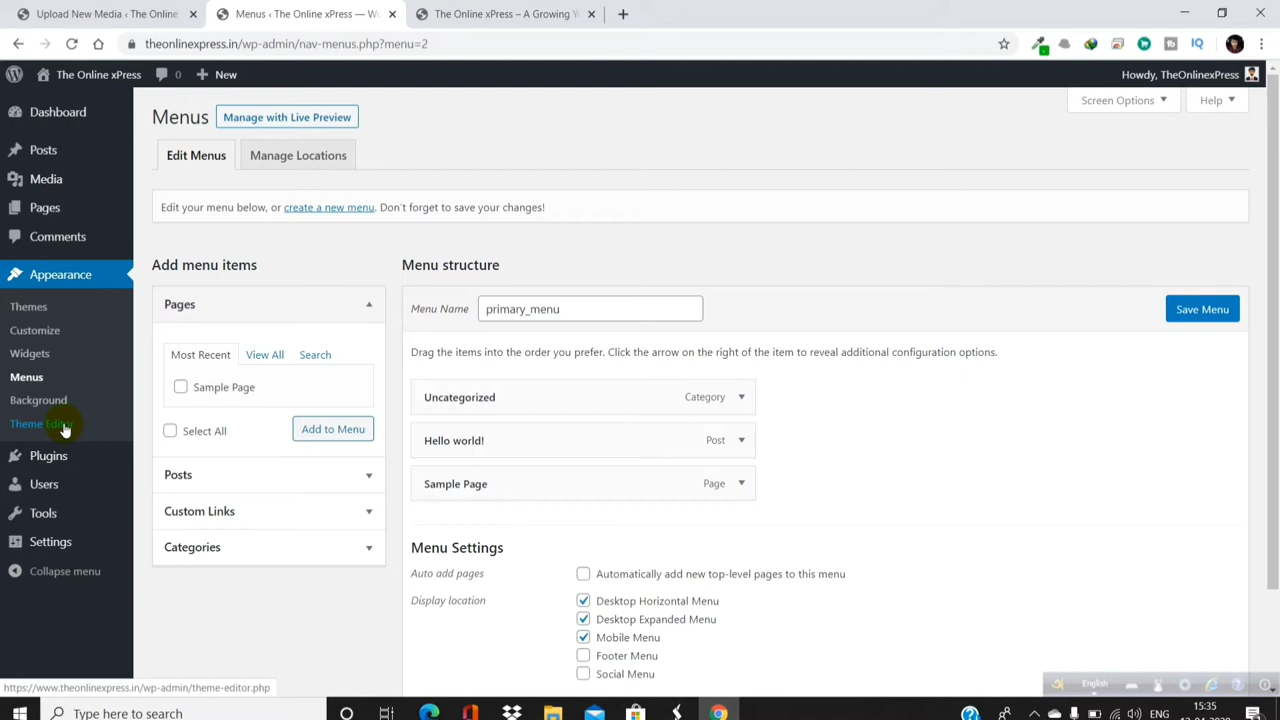 Upload New Media ‹ The Online
Menus ‹ The Online xPress — Wo
The Online xPress – A Growing Y
theonlinexpress.in/wp-admin/nav-menus.php?menu=2
The Online xPress
0
New
Howdy, TheOnlinexPress
Dashboard
Posts
Media
Pages
Comments
Appearance
Themes
Customize
Widgets
Menus
Background
Theme Editor
Plugins
Users
Tools
Settings
Collapse menu
Menus
Manage with Live Preview
Screen Options
Help
Edit Menus
Manage Locations
Edit your menu below, or create a new menu. Don't forget to save your changes!
Add menu items
Pages
Most Recent
View All
Search
Sample Page
Select All
Add to Menu
Posts
Custom Links
Categories
Menu structure
Menu Name
primary_menu
Save Menu
Drag the items into the order you prefer. Click the arrow on the right of the item to reveal additional configuration options.
Uncategorized
Category
Hello world!
Post
Sample Page
Page
Menu Settings
Auto add pages
Automatically add new top-level pages to this menu
Display location
Desktop Horizontal Menu
Desktop Expanded Menu
Mobile Menu
Footer Menu
Social Menu
https://www.theonlinexpress.in/wp-admin/theme-editor.php
English
Type here to search
ENG
15:35